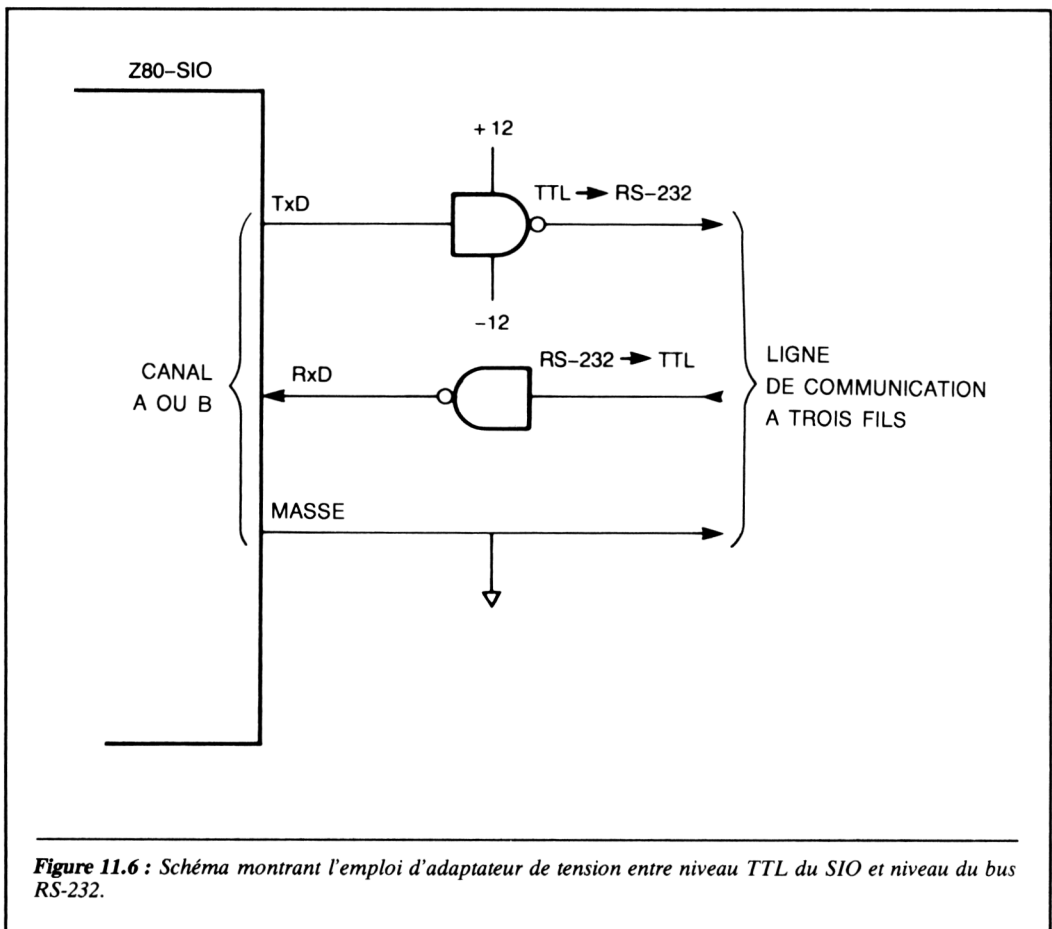 Z80-SIO
+ 12
TxD
TTL → RS-232
-12
RS-232 → TTL
CANAL
A OU B
RxD
LIGNE
DE COMMUNICATION
A TROIS FILS
MASSE
Figure 11.6 : Schéma montrant l'emploi d'adaptateur de tension entre niveau TTL du SIO et niveau du bus
RS-232.